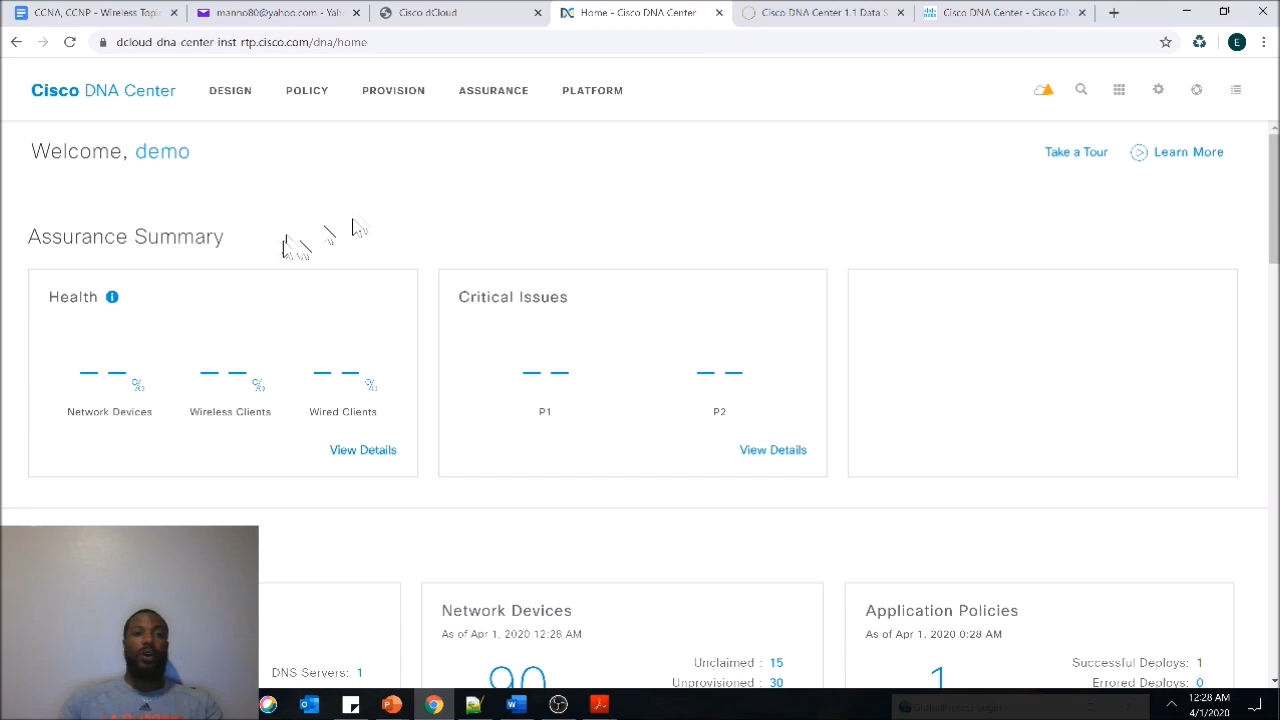 CCNA, CCNP - Wireless Topic
manno80@yahoo.com - Yah
Cisco dCloud
Home - Cisco DNA Center
Cisco DNA Center 1.1 Data S
Cisco DNA Center - Cisco DN
dcloud dna center inst rtp.cisco.com/dna/home
E
Cisco DNA Center
DESIGN
POLICY
PROVISION
ASSURANCE
PLATFORM
Welcome, demo
Take a Tour
Learn More
Assurance Summary
Health
Critical Issues
– – %
– – %
– – %
– –
– –
Network Devices
Wireless Clients
Wired Clients
P1
P2
View Details
View Details
DNS Servers: 1
Network Devices
As of Apr 1, 2020 12:28 AM
90
Unclaimed : 15
Unprovisioned : 30
Application Policies
As of Apr 1, 2020 0:28 AM
1
Successful Deploys: 1
Errored Deploys: 0
12:28 AM
4/1/2020